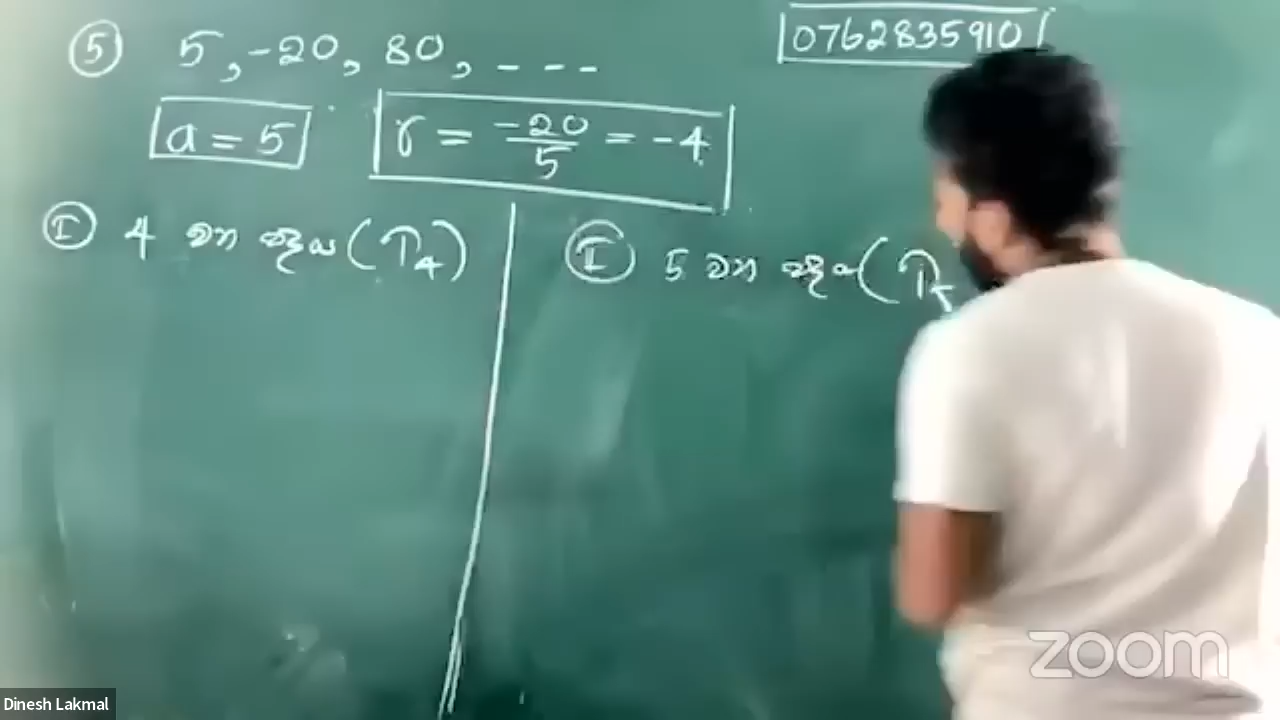 ⑤ 5, -20, 80, - - -
0762835910
a = 5
r = -20/5 = -4
Ⓘ 4 වන පදය (T₄)
Ⓘ 5 වන පදය (T₅
zoom
Dinesh Lakmal